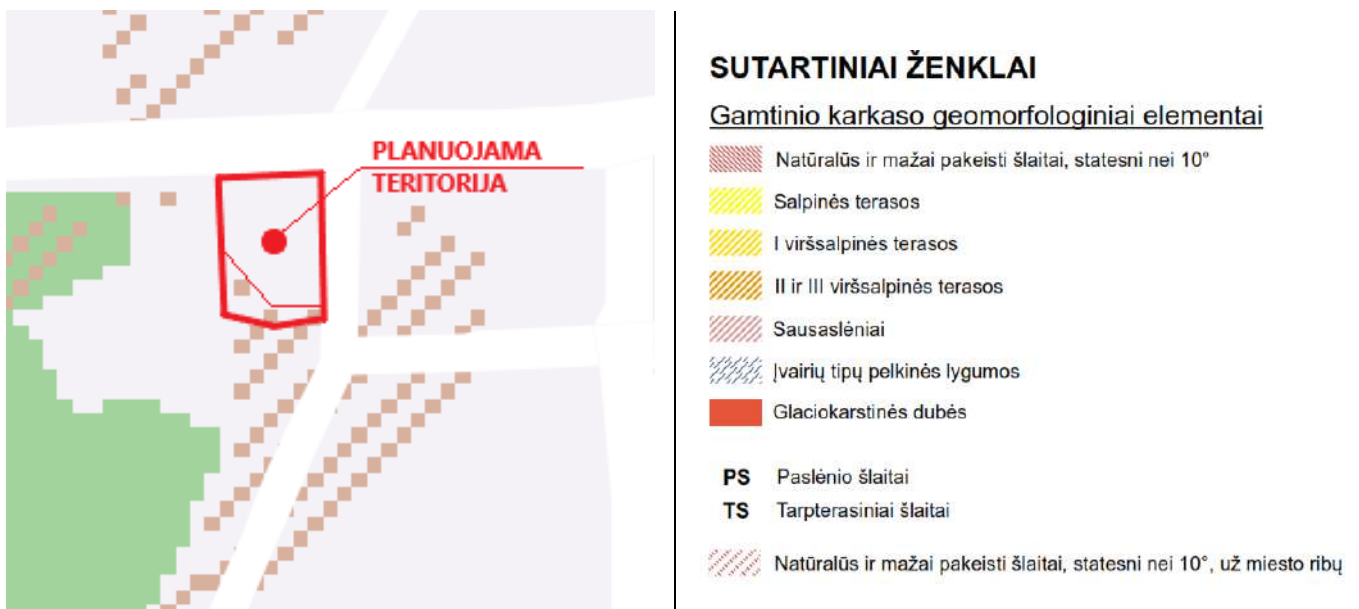 PLANUOJAMA
TERITORIJA
SUTARTINIAI ŽENKLAI
Gamtinio karkaso geomorfologiniai elementai
Natūralūs ir mažai pakeisti šlaitai, statesni nei 10°
Salpinės terasos
I viršsalpinės terasos
II ir III viršsalpinės terasos
Sausaslėniai
Įvairių tipų pelkinės lygumos
Glaciokarstinės dubės
PS Paslėnio šlaitai
TS Tarpterasiniai šlaitai
Natūralūs ir mažai pakeisti šlaitai, statesni nei 10°, už miesto ribų